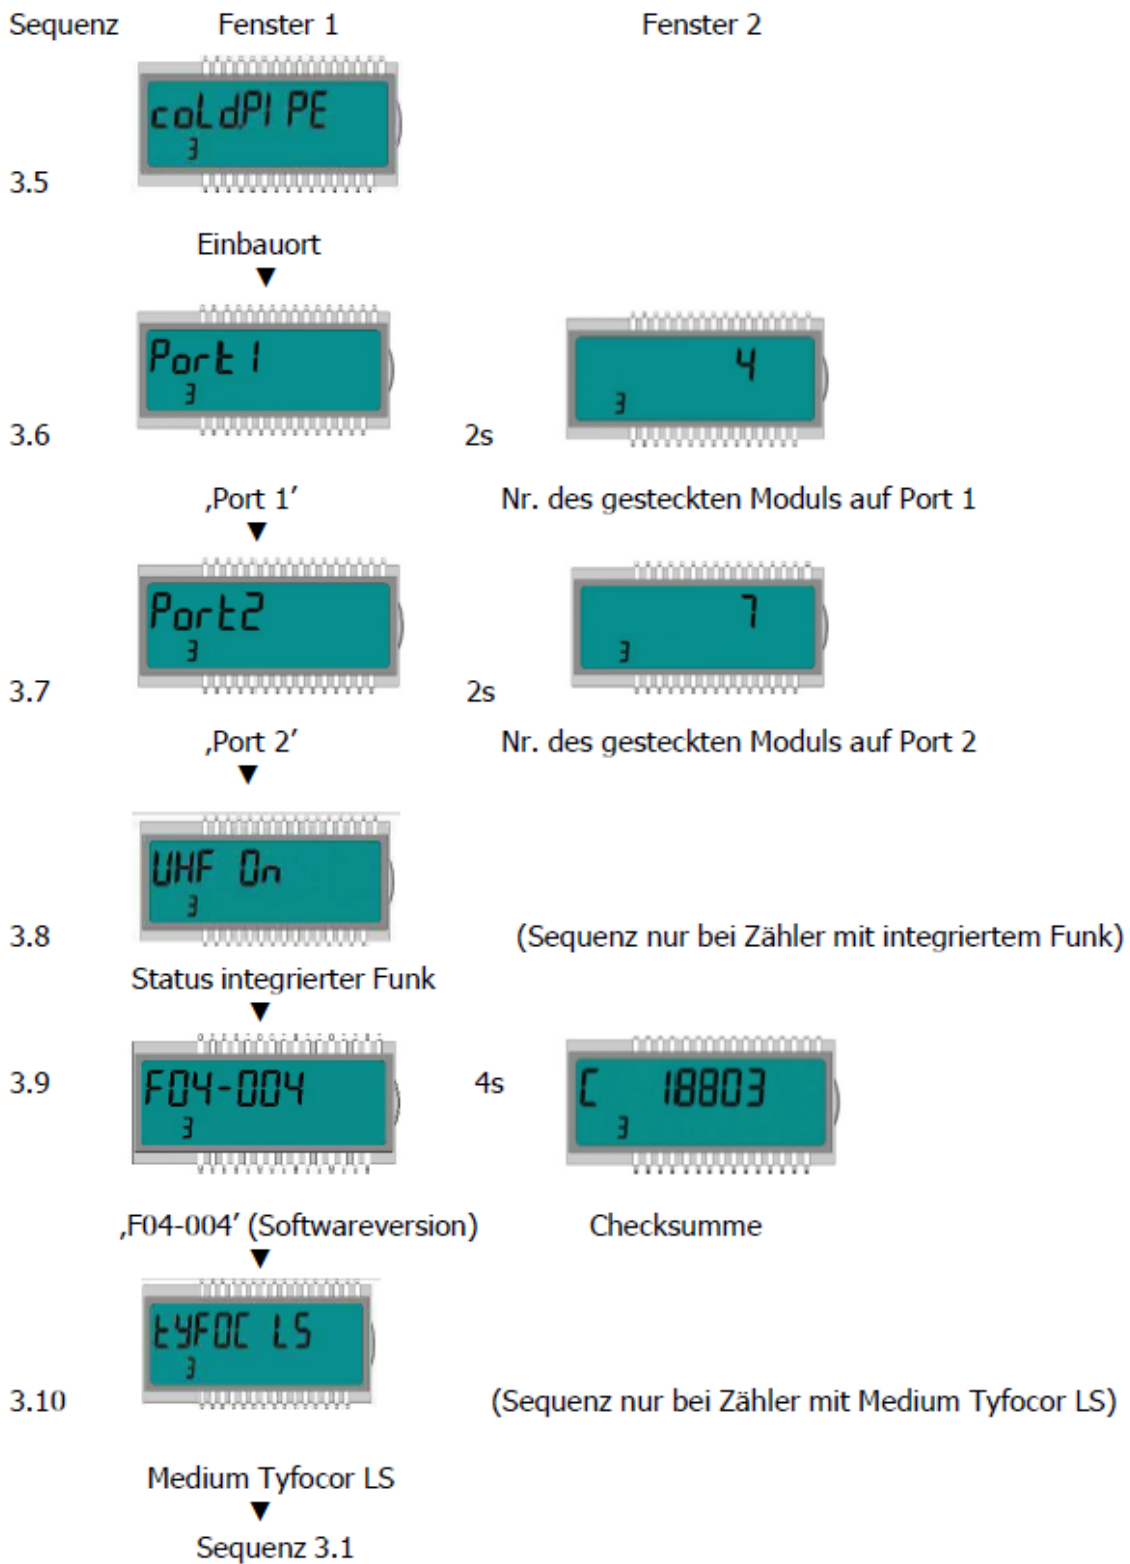 Sequenz Fenster 1 Fenster 2
coLd,PIPE
3
3.5
Einbauort
▼
Port 1
3
4
3
3.6 2s
‚Port 1’ Nr. des gesteckten Moduls auf Port 1
▼
Port2
3
7
3
3.7 2s
‚Port 2’ Nr. des gesteckten Moduls auf Port 2
▼
UHF On
3
3.8 (Sequenz nur bei Zähler mit integriertem Funk)
Status integrierter Funk
▼
3.9 F04-004 4s C 18803
3 3
‚F04-004’ (Softwareversion) Checksumme
▼
tYFOC LS
3
3.10 (Sequenz nur bei Zähler mit Medium Tyfocor LS)
Medium Tyfocor LS
▼
Sequenz 3.1